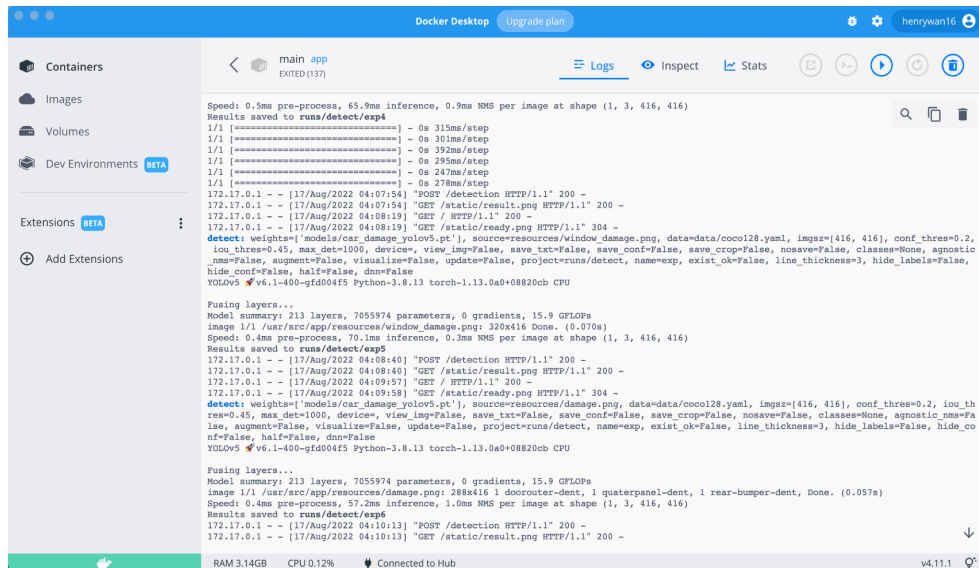 Docker Desktop Upgrade plan
henrywan16
Containers
Images
Volumes
Dev Environments BETA
Extensions BETA
Add Extensions
main app
EXITED (137)
Logs
Inspect
Stats
Speed: 0.5ms pre-process, 65.9ms inference, 0.9ms NMS per image at shape (1, 3, 416, 416)
Results saved to runs/detect/exp4
1/1 [==============================] - 0s 315ms/step
1/1 [==============================] - 0s 301ms/step
1/1 [==============================] - 0s 392ms/step
1/1 [==============================] - 0s 295ms/step
1/1 [==============================] - 0s 247ms/step
1/1 [==============================] - 0s 278ms/step
172.17.0.1 - - [17/Aug/2022 04:07:54] "POST /detection HTTP/1.1" 200 -
172.17.0.1 - - [17/Aug/2022 04:07:54] "GET /static/result.png HTTP/1.1" 200 -
172.17.0.1 - - [17/Aug/2022 04:08:19] "GET / HTTP/1.1" 200 -
172.17.0.1 - - [17/Aug/2022 04:08:19] "GET /static/ready.png HTTP/1.1" 304 -
detect: weights=['models/car_damage_yolov5.pt'], source=resources/window_damage.png, data=data/coco128.yaml, imgsz=[416, 416], conf_thres=0.2,
iou_thres=0.45, max_det=1000, device=, view_img=False, save_txt=False, save_conf=False, save_crop=False, nosave=False, classes=None, agnostic
_nms=False, augment=False, visualize=False, update=False, project=runs/detect, name=exp, exist_ok=False, line_thickness=3, hide_labels=False,
hide_conf=False, half=False, dnn=False
YOLOv5 🚀 v6.1-400-gfd004f5 Python-3.8.13 torch-1.13.0a0+08820cb CPU
Fusing layers...
Model summary: 213 layers, 7055974 parameters, 0 gradients, 15.9 GFLOPs
image 1/1 /usr/src/app/resources/window_damage.png: 320x416 Done. (0.070s)
Speed: 0.4ms pre-process, 70.1ms inference, 0.3ms NMS per image at shape (1, 3, 416, 416)
Results saved to runs/detect/exp5
172.17.0.1 - - [17/Aug/2022 04:08:40] "POST /detection HTTP/1.1" 200 -
172.17.0.1 - - [17/Aug/2022 04:08:40] "GET /static/result.png HTTP/1.1" 200 -
172.17.0.1 - - [17/Aug/2022 04:09:57] "GET / HTTP/1.1" 200 -
172.17.0.1 - - [17/Aug/2022 04:09:58] "GET /static/ready.png HTTP/1.1" 304 -
detect: weights=['models/car_damage_yolov5.pt'], source=resources/damage.png, data=data/coco128.yaml, imgsz=[416, 416], conf_thres=0.2, iou_th
res=0.45, max_det=1000, device=, view_img=False, save_txt=False, save_conf=False, save_crop=False, nosave=False, classes=None, agnostic_nms=Fa
lse, augment=False, visualize=False, update=False, project=runs/detect, name=exp, exist_ok=False, line_thickness=3, hide_labels=False, hide_co
nf=False, half=False, dnn=False
YOLOv5 🚀 v6.1-400-gfd004f5 Python-3.8.13 torch-1.13.0a0+08820cb CPU
Fusing layers...
Model summary: 213 layers, 7055974 parameters, 0 gradients, 15.9 GFLOPs
image 1/1 /usr/src/app/resources/damage.png: 288x416 1 doorouter-dent, 1 quaterpanel-dent, 1 rear-bumper-dent, Done. (0.057s)
Speed: 0.4ms pre-process, 57.2ms inference, 1.0ms NMS per image at shape (1, 3, 416, 416)
Results saved to runs/detect/exp6
172.17.0.1 - - [17/Aug/2022 04:10:13] "POST /detection HTTP/1.1" 200 -
172.17.0.1 - - [17/Aug/2022 04:10:13] "GET /static/result.png HTTP/1.1" 200 -
RAM 3.14GB CPU 0.12% Connected to Hub v4.11.1